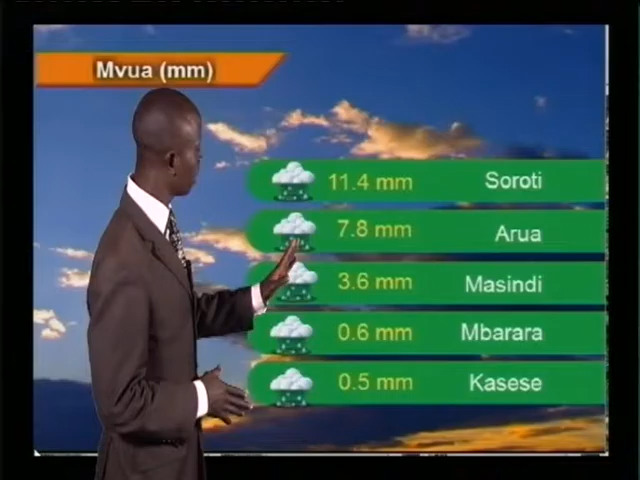 Mvua (mm)
11.4 mm Soroti
7.8 mm Arua
3.6 mm Masindi
0.6 mm Mbarara
0.5 mm Kasese